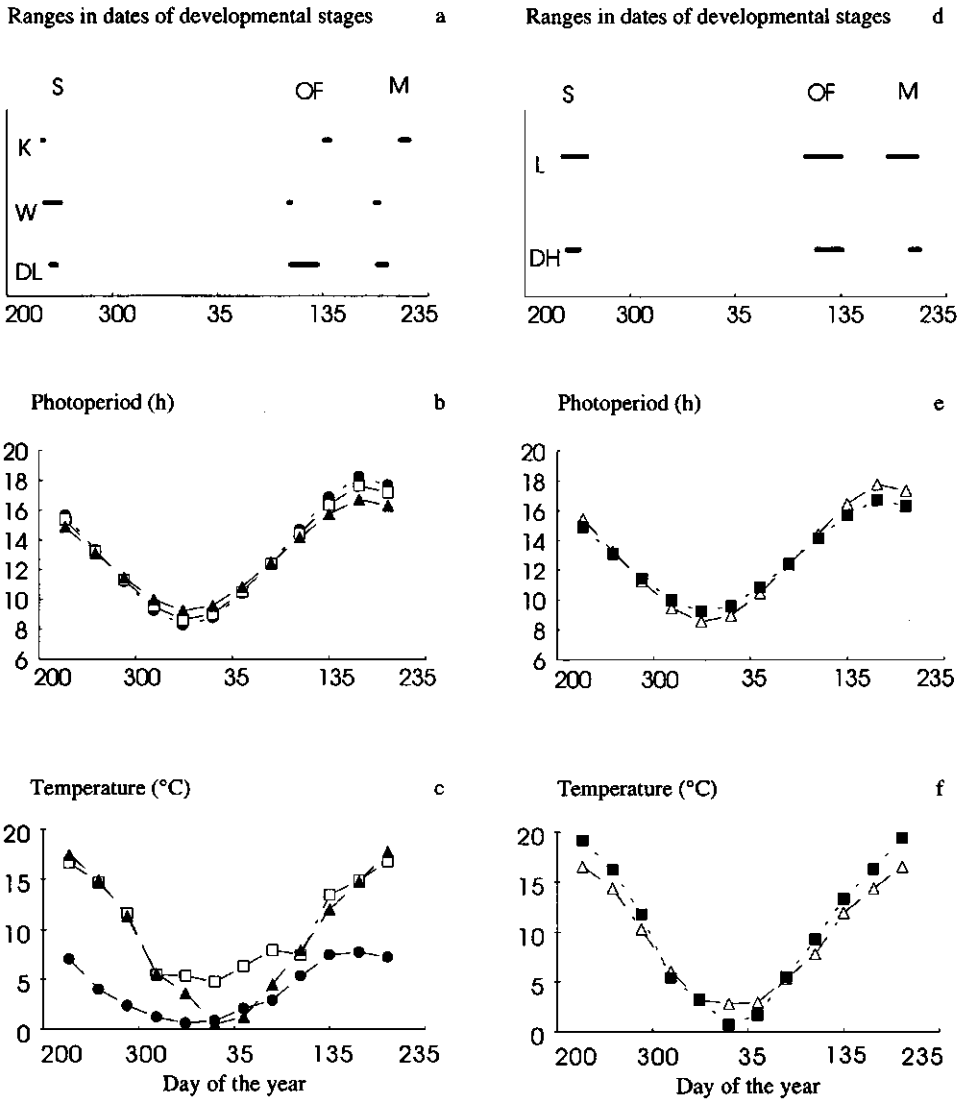 Ranges in dates of developmental stages a
S OF M
K
W
DL
200 300 35 135 235
Photoperiod (h) b
20
18
16
14
12
10
8
6
200 300 35 135 235
Temperature (°C) c
20
15
10
5
0
200 300 35 135 235
Day of the year
Ranges in dates of developmental stages d
S OF M
L
DH
200 300 35 135 235
Photoperiod (h) e
20
18
16
14
12
10
8
6
200 300 35 135 235
Temperature (°C) f
20
15
10
5
0
200 300 35 135 235
Day of the year